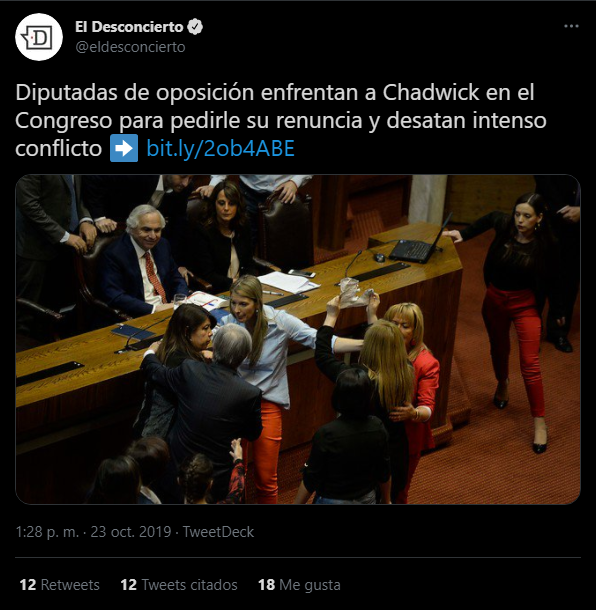 El Desconcierto
@eldesconcierto
D
Diputadas de oposición enfrentan a Chadwick en el
Congreso para pedirle su renuncia y desatan intenso
conflicto ➡ bit.ly/2ob4ABE
1:28 p. m. · 23 oct. 2019 · TweetDeck
12 Retweets 12 Tweets citados 18 Me gusta